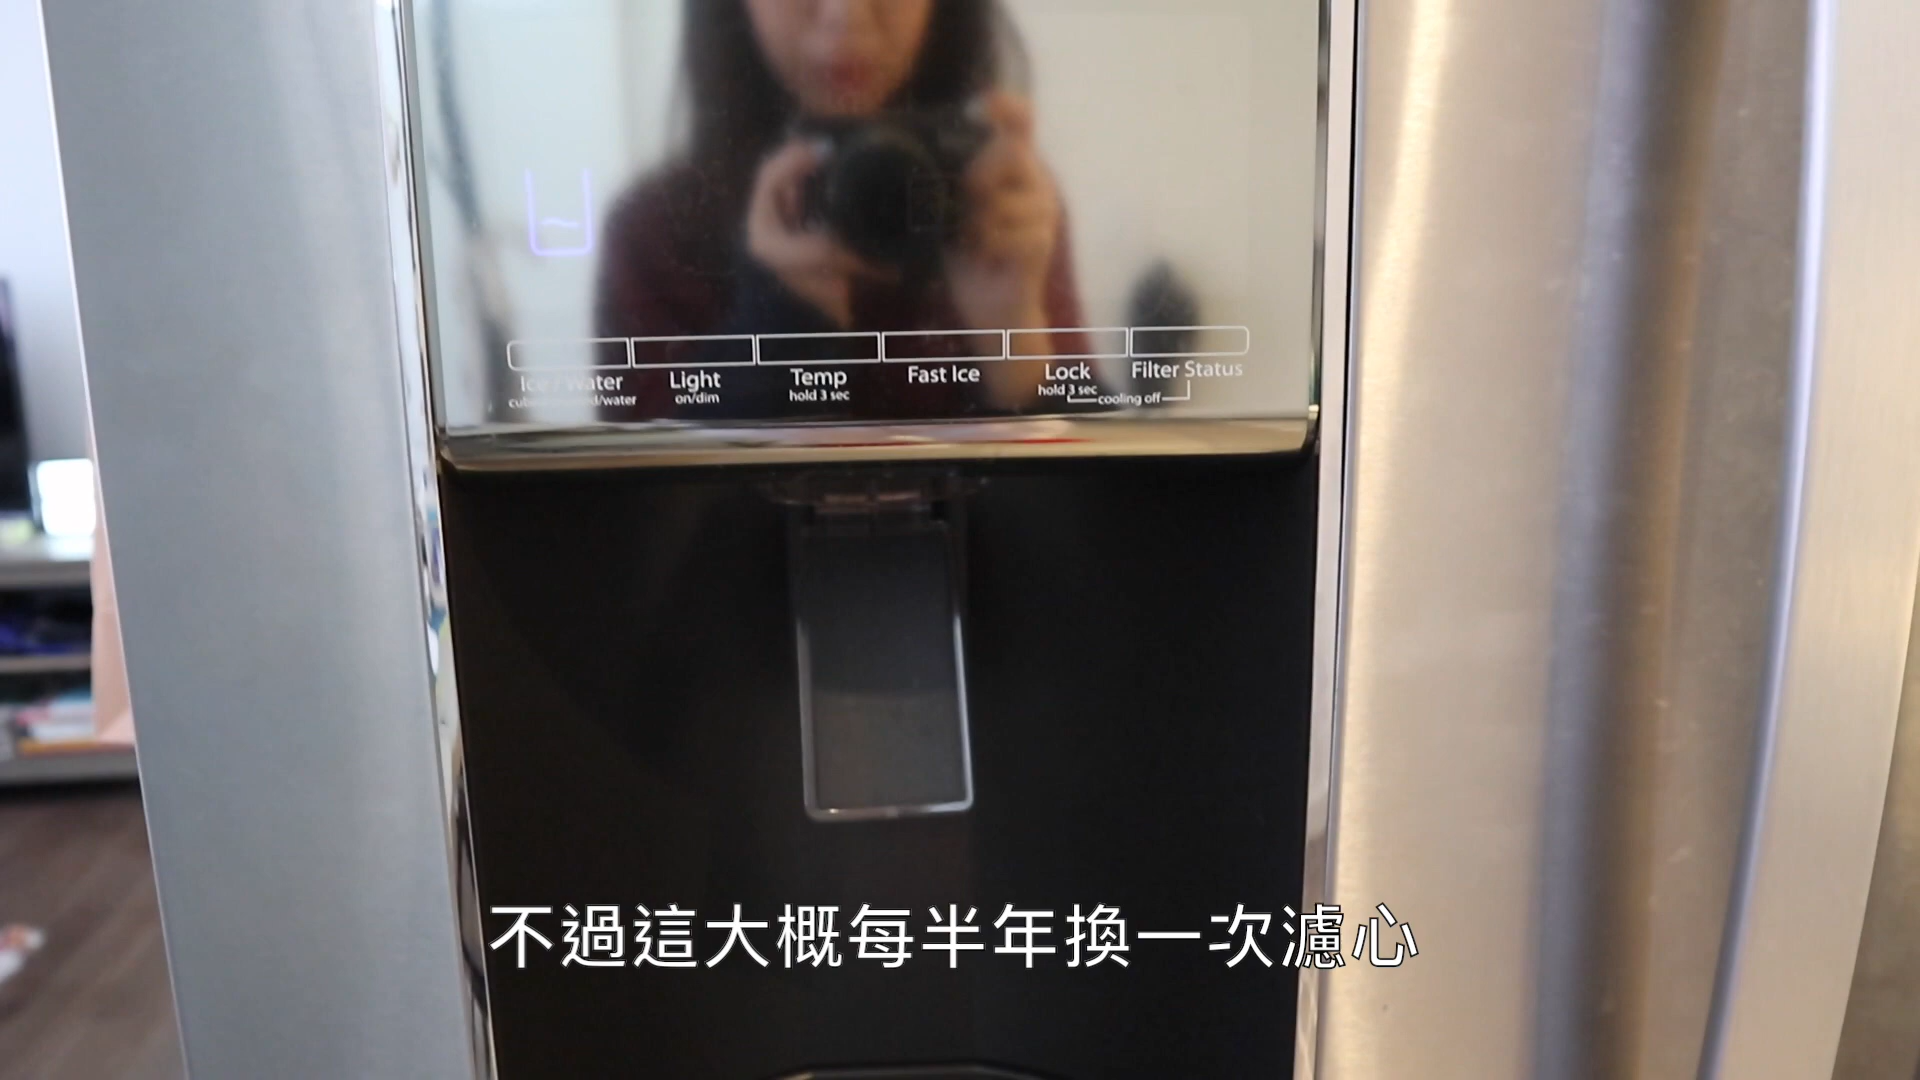 Ice / Water
Light
Temp
Fast Ice
Lock
Filter Status
on/dim
hold 3 sec
hold 3 sec
cooling off
不過這大概每半年換一次濾心